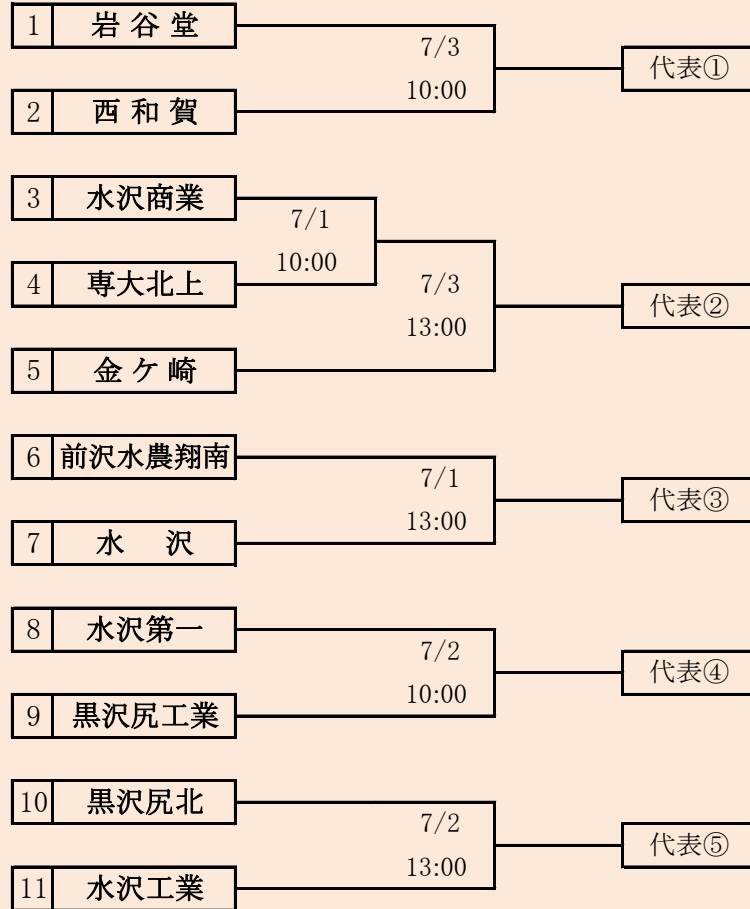 1 岩谷堂
7/3
代表①
10:00
2 西和賀
3 水沢商業
7/1
10:00
4 専大北上
7/3
代表②
13:00
5 金ケ崎
6 前沢水農翔南
7/1
代表③
13:00
7 水 沢
8 水沢第一
7/2
代表④
10:00
9 黒沢尻工業
10 黒沢尻北
7/2
代表⑤
13:00
11 水沢工業